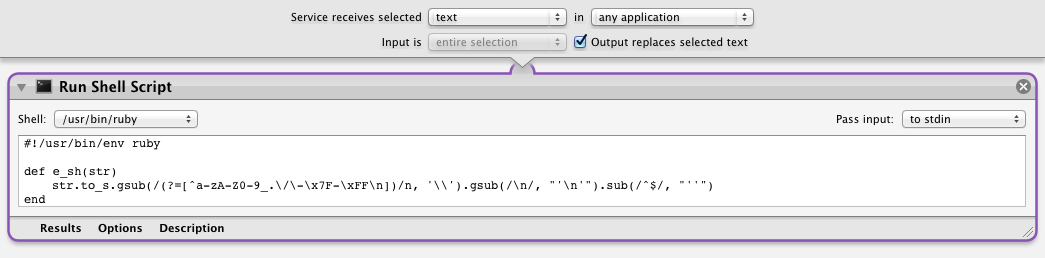 Service receives selected text in any application
Input is entire selection Output replaces selected text
Run Shell Script
Shell: /usr/bin/ruby Pass input: to stdin
#!/usr/bin/env ruby
def e_sh(str)
    str.to_s.gsub(/(?=[^a-zA-Z0-9_.\/\-\x7F-\xFF\n])/n, '\\').gsub(/\n/, "'\n'").sub(/^$/, "''")
end
Results Options Description